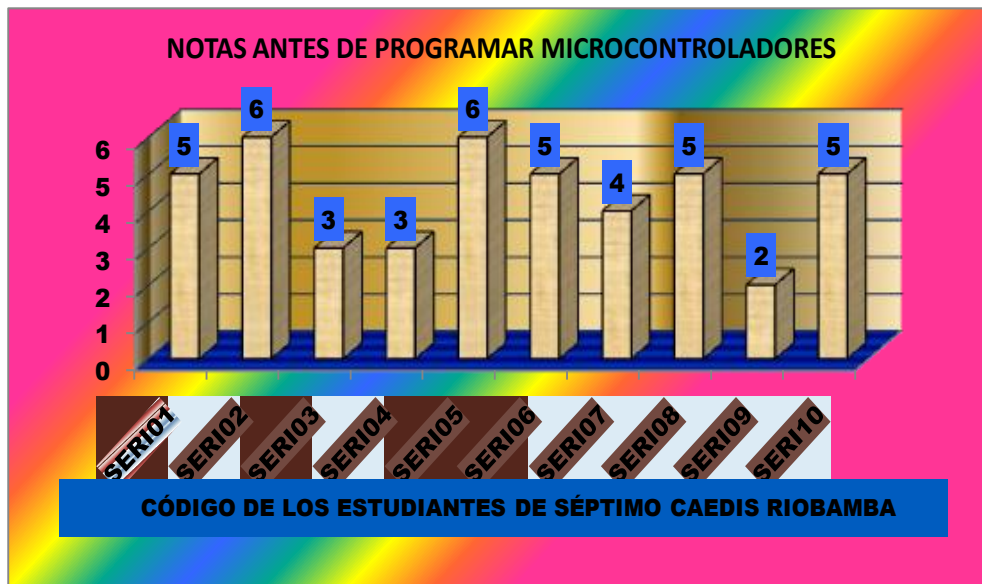 NOTAS ANTES DE PROGRAMAR MICROCONTROLADORES
6
5
4
3
2
1
0
5
6
3
3
6
5
4
5
2
5
SERI01
SERI02
SERI03
SERI04
SERI05
SERI06
SERI07
SERI08
SERI09
SERI10
CÓDIGO DE LOS ESTUDIANTES DE SÉPTIMO CAEDIS RIOBAMBA